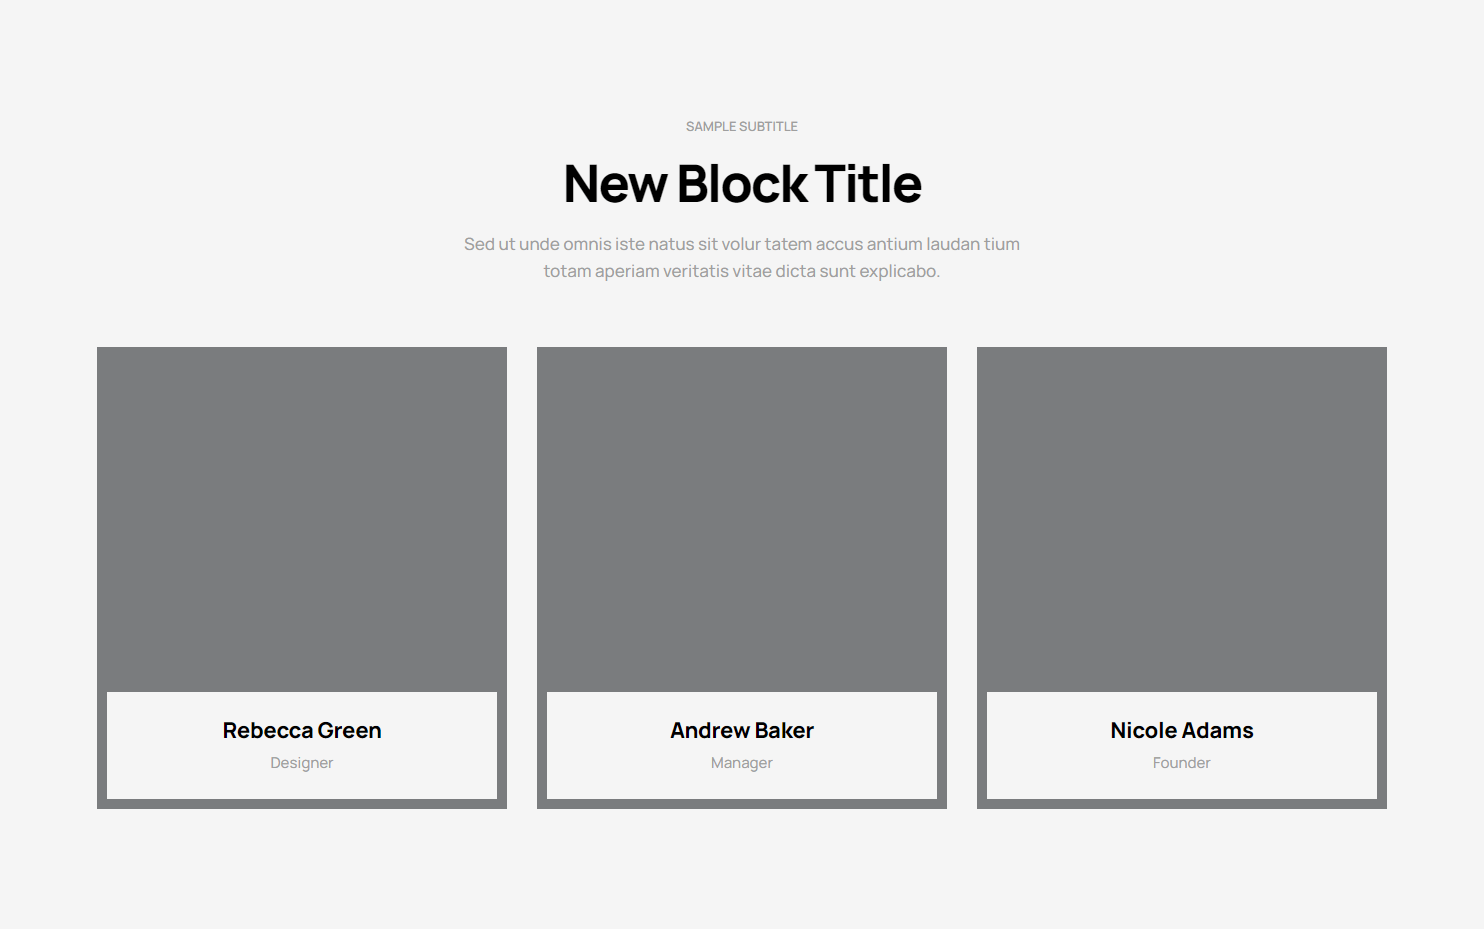 SAMPLE SUBTITLE
New Block Title
Sed ut unde omnis iste natus sit volur tatem accus antium laudan tium
totam aperiam veritatis vitae dicta sunt explicabo.
Rebecca Green
Designer
Andrew Baker
Manager
Nicole Adams
Founder